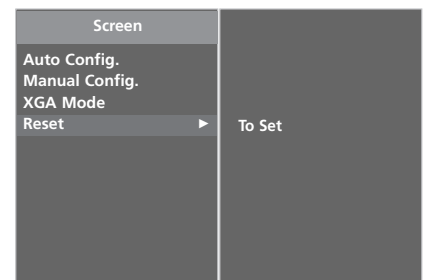 Screen
Auto Config.
Manual Config.
XGA Mode
Reset ► To Set